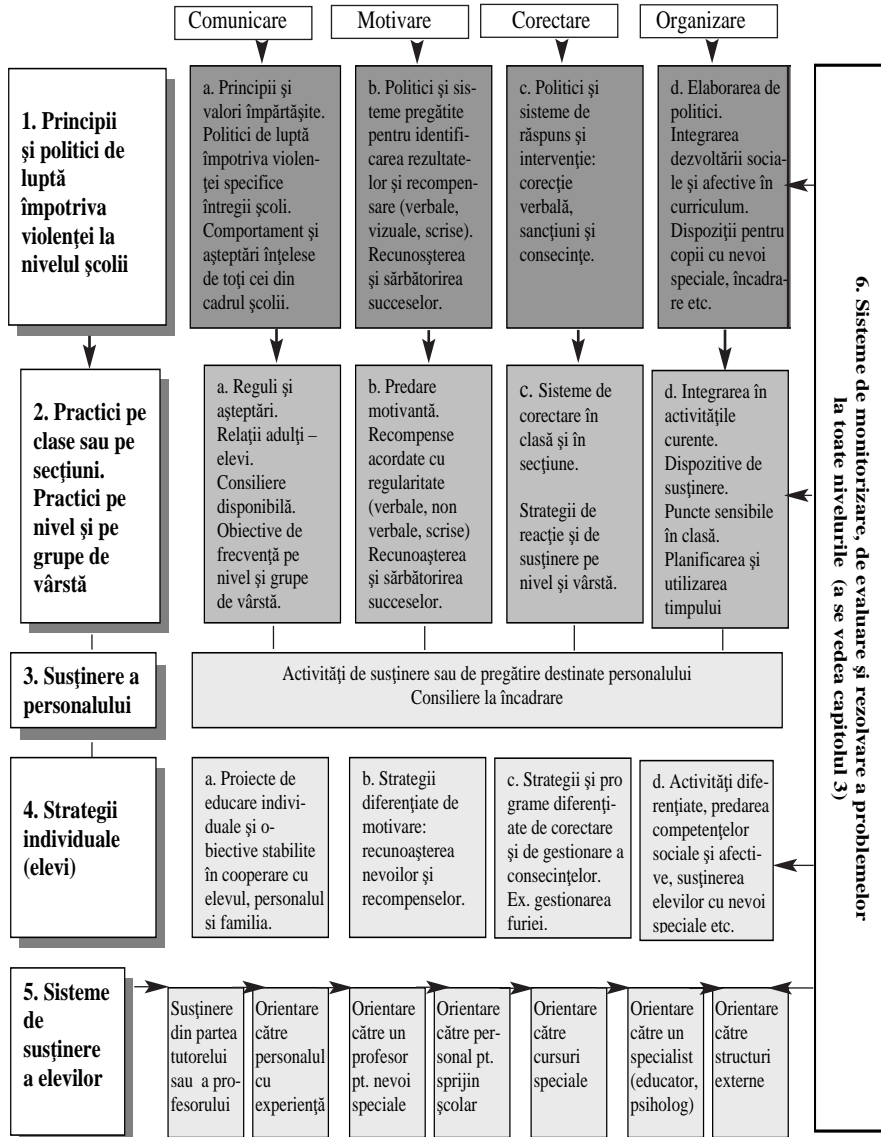 Comunicare
Motivare
Corectare
Organizare
1. Principii
şi politici de
luptă
împotriva
violenţei la
nivelul şcolii
a. Principii şi
valori împărtăşite.
Politici de luptă
împotriva violen-
ţei specifice
întregii şcoli.
Comportament şi
aşteptări înţelese
de toţi cei din
cadrul şcolii.
b. Politici şi sis-
teme pregătite
pentru identifi-
carea rezultate-
lor şi recompen-
sare (verbale,
vizuale, scrise).
Recunosşterea
şi sărbătorirea
succeselor.
c. Politici şi
sisteme de
răspuns şi
intervenţie:
corecţie
verbală,
sancţiuni şi
consecinţe.
d. Elaborarea de
politici.
Integrarea
dezvoltării socia-
le şi afective în
curriculum.
Dispoziţii pentru
copii cu nevoi
speciale, încadra-
re etc.
2. Practici pe
clase sau pe
secţiuni.
Practici pe
nivel şi pe
grupe de
vârstă
a. Reguli şi
aşteptări.
Relaţii adulţi –
elevi.
Consiliere
disponibilă.
Obiective de
frecvenţă pe
nivel şi grupe
de vârstă.
b. Predare
motivantă.
Recompense
acordate cu
regularitate
(verbale, non
verbale, scrise)
Recunoaşterea
şi sărbătorirea
succeselor.
c. Sisteme de
corectare în
clasă şi în
secţiune.
Strategii de
reacţie şi de
susţinere pe
nivel şi vârstă.
d. Integrarea în
activităţile
curente.
Dispozitive de
susţinere.
Puncte sensibile
în clasă.
Planificarea şi
utilizarea
timpului
3. Susţinere a
personalului
Activităţi de susţinere sau de pregătire destinate personalului
Consiliere la încadrare
4. Strategii
individuale
(elevi)
a. Proiecte de
educare indivi-
duale şi o-
biective stabilite
în cooperare cu
elevul, personalul
si familia.
b. Strategii
diferenţiate de
motivare:
recunoaşterea
nevoilor şi
recompenselor.
c. Strategii şi pro
grame diferenţi-
ate de corectare
şi de gestionare a
consecinţelor.
Ex. gestionarea
furiei.
d. Activităţi dife-
renţiate, predarea
competenţelor
sociale şi afecti-
ve, susţinerea
elevilor cu nevoi
speciale etc.
5. Sisteme
de
susţinere
a elevilor
Susţinere
din partea
tutorelui
sau a pro-
fesorului
Orientare
către
personalul
cu
experienţă
Orientare
către un
profesor
pt. nevoi
speciale
Orientare
către per-
sonal pt.
sprijin
şcolar
Orientare
către
cursuri
speciale
Orientare
către un
specialist
(educator,
psiholog)
Orientare
către
structuri
externe
6. Sisteme de monitorizare, de evaluare şi rezolvare a problemelor
la toate nivelurile (a se vedea capitolul 3)